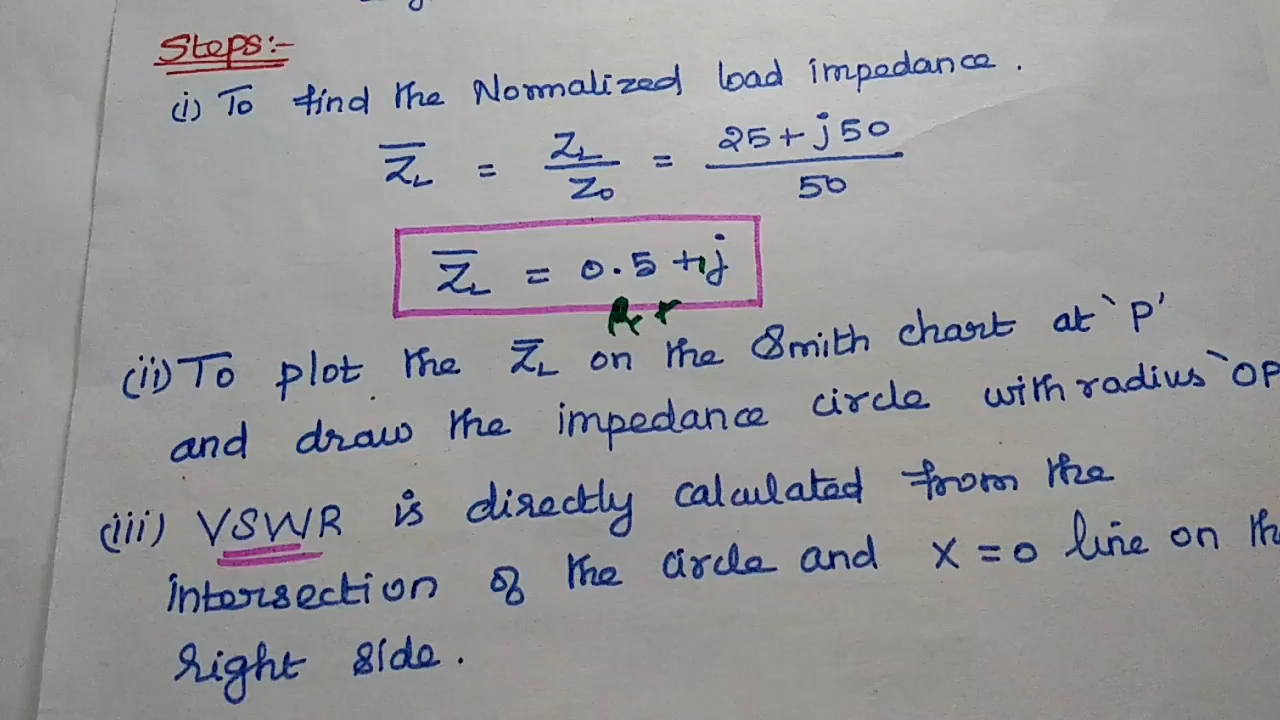 Steps:-
(i) To find the Normalized load impedance.
Z̅L = ZL/Z0 = 25+j50/50
Z̅L = 0.5 +1j
r x
(ii) To plot the Z̅L on the Smith chart at `P'
and draw the impedance circle with radius `OP
(iii) VSWR is directly calculated from the
intersection of the circle and X=0 line on th
right side.